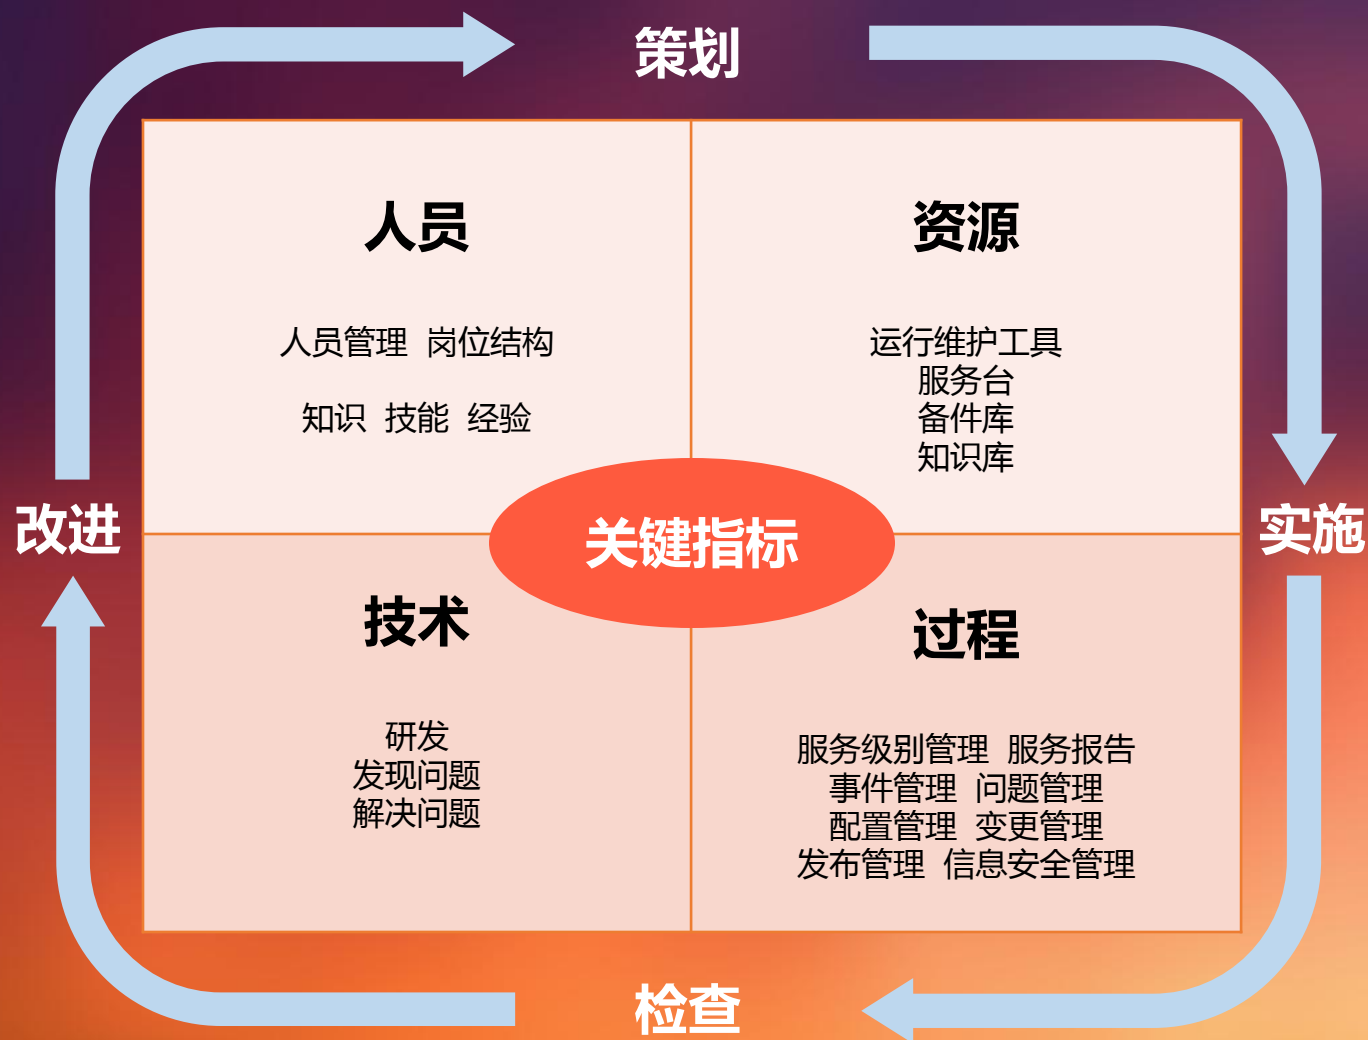 策划
人员
资源
人员管理 岗位结构
知识 技能 经验
运行维护工具
服务台
备件库
知识库
改进
关键指标
实施
技术
过程
研发
发现问题
解决问题
服务级别管理 服务报告
事件管理 问题管理
配置管理 变更管理
发布管理 信息安全管理
检查